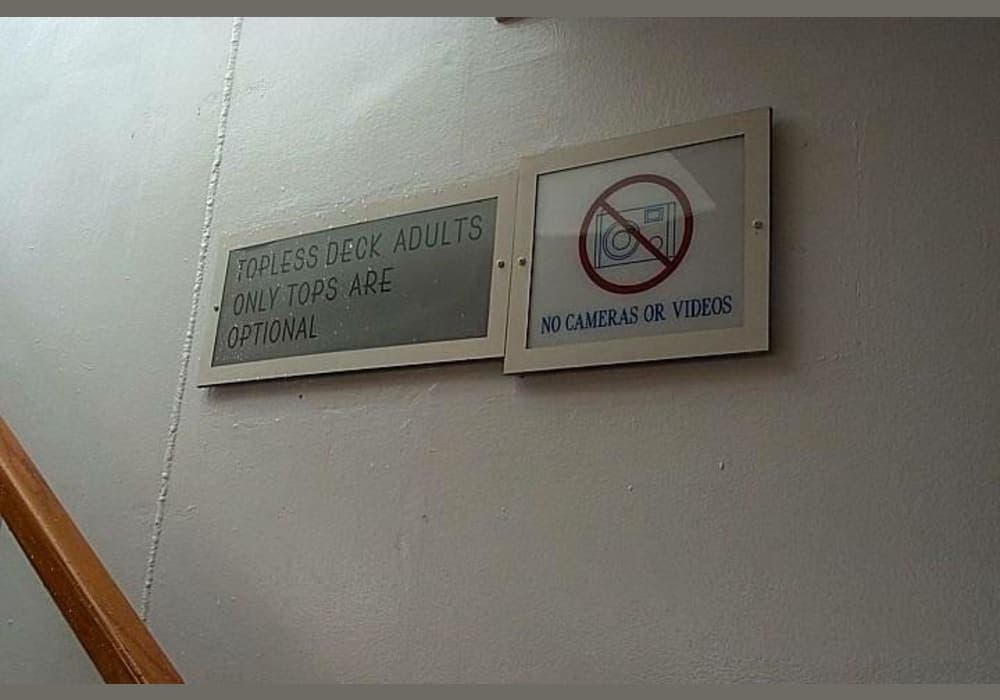 TOPLESS DECK ADULTS
ONLY TOPS ARE
OPTIONAL
NO CAMERAS OR VIDEOS